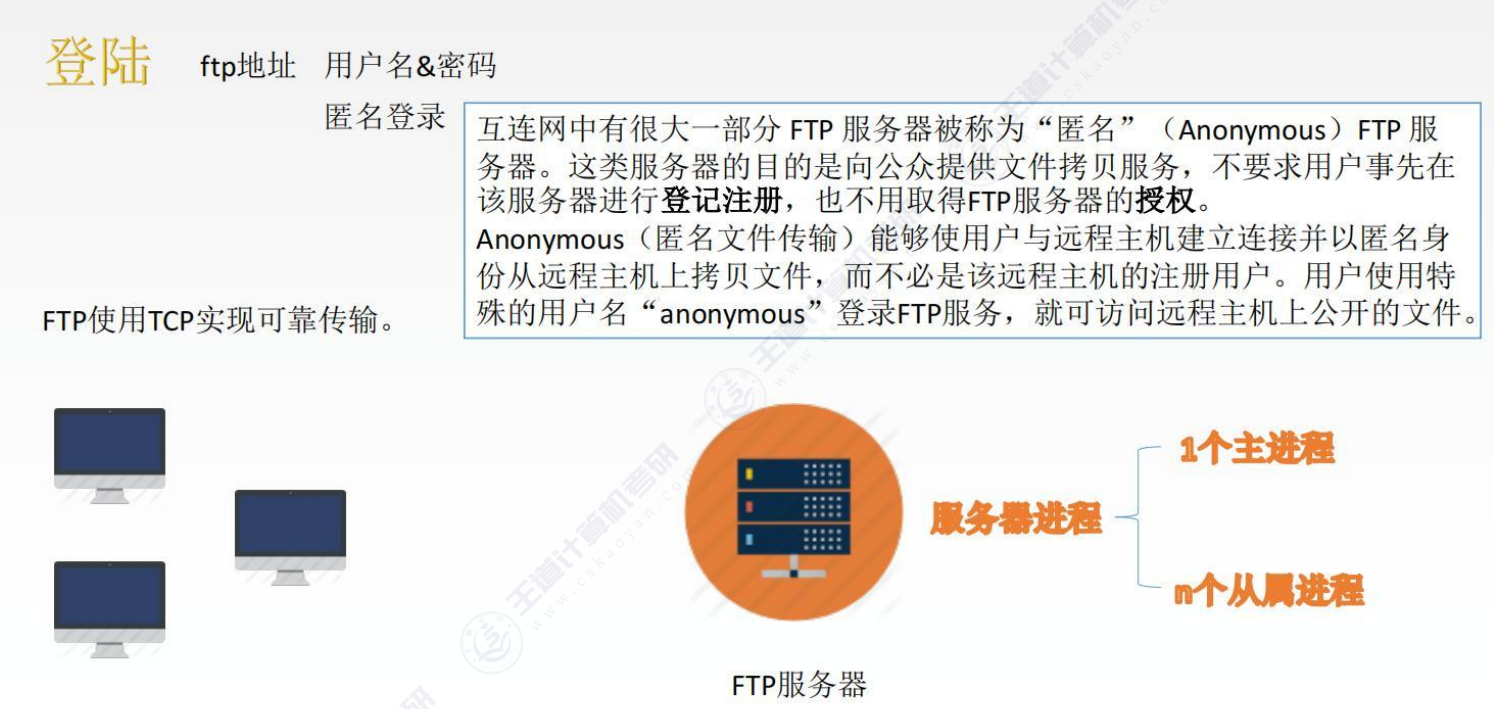 登陆 ftp地址 用户名&密码
匿名登录
互连网中有很大一部分 FTP 服务器被称为“匿名”（Anonymous）FTP 服
务器。这类服务器的目的是向公众提供文件拷贝服务，不要求用户事先在
该服务器进行登记注册，也不用取得FTP服务器的授权。
Anonymous（匿名文件传输）能够使用户与远程主机建立连接并以匿名身
份从远程主机上拷贝文件，而不必是该远程主机的注册用户。用户使用特
殊的用户名“anonymous”登录FTP服务，就可访问远程主机上公开的文件。
FTP使用TCP实现可靠传输。
1个主进程
服务器进程
n个从属进程
FTP服务器
王道计算机考研
www.cskaoyan.com